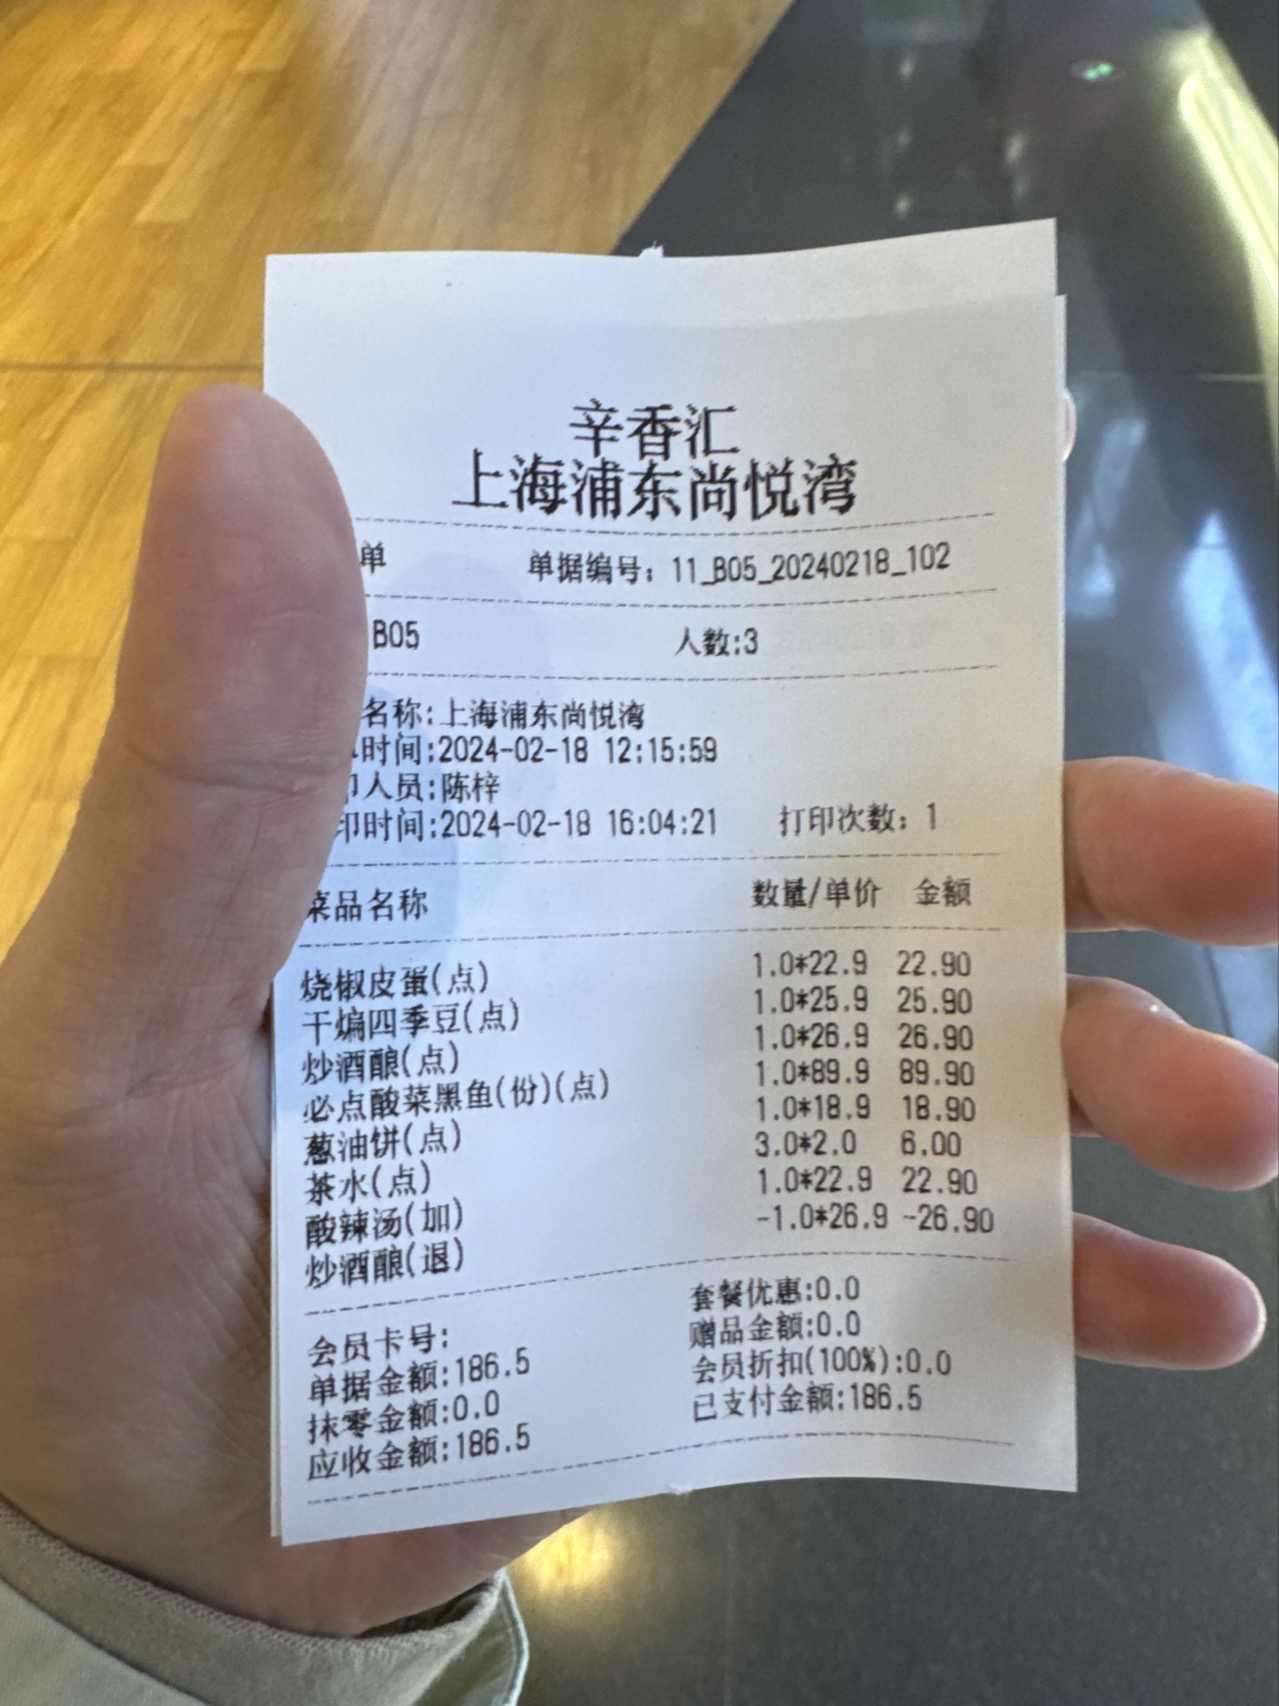 辛香汇
上海浦东尚悦湾
单 单据编号：11_B05_20240218_102
B05 人数:3
名称:上海浦东尚悦湾
时间:2024-02-18 12:15:59
人员:陈梓
印时间:2024-02-18 16:04:21 打印次数：1
菜品名称 数量/单价 金额
烧椒皮蛋(点) 1.0*22.9 22.90
干煸四季豆(点) 1.0*25.9 25.90
炒酒酿(点) 1.0*26.9 26.90
必点酸菜黑鱼(份)(点) 1.0*89.9 89.90
葱油饼(点) 1.0*18.9 18.90
茶水(点) 3.0*2.0 6.00
酸辣汤(加) 1.0*22.9 22.90
炒酒酿(退) -1.0*26.9 -26.90
会员卡号: 套餐优惠:0.0
单据金额:186.5 赠品金额:0.0
抹零金额:0.0 会员折扣(100%):0.0
应收金额:186.5 已支付金额:186.5